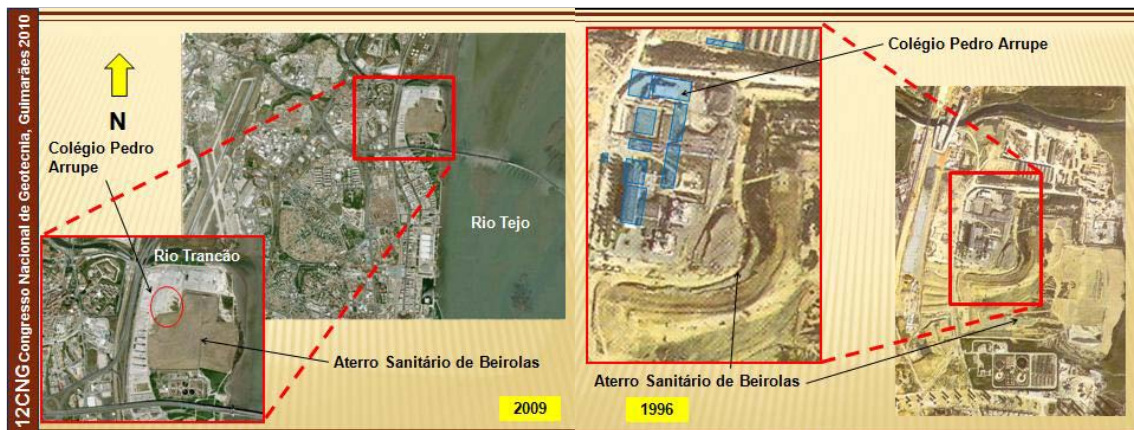 12CNG Congresso Nacional de Geotecnia, Guimarães 2010
N
Colégio Pedro
Arrupe
Rio Tejo
Rio Trancão
Aterro Sanitário de Beirolas
2009
Colégio Pedro Arrupe
Aterro Sanitário de Beirolas
1996